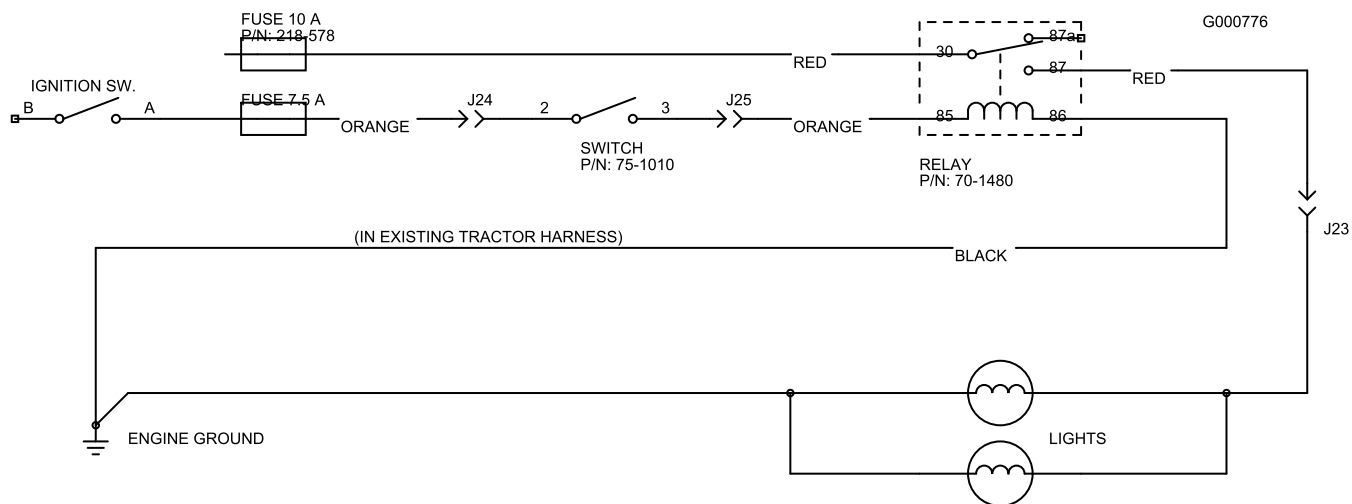 FUSE 10 A
P/N: 218-578
G000776
87a
30
RED
87
RED
IGNITION SW.
B
A
FUSE 7.5 A
ORANGE
J24
2
3
J25
ORANGE
85
86
SWITCH
P/N: 75-1010
RELAY
P/N: 70-1480
J23
(IN EXISTING TRACTOR HARNESS)
BLACK
ENGINE GROUND
LIGHTS